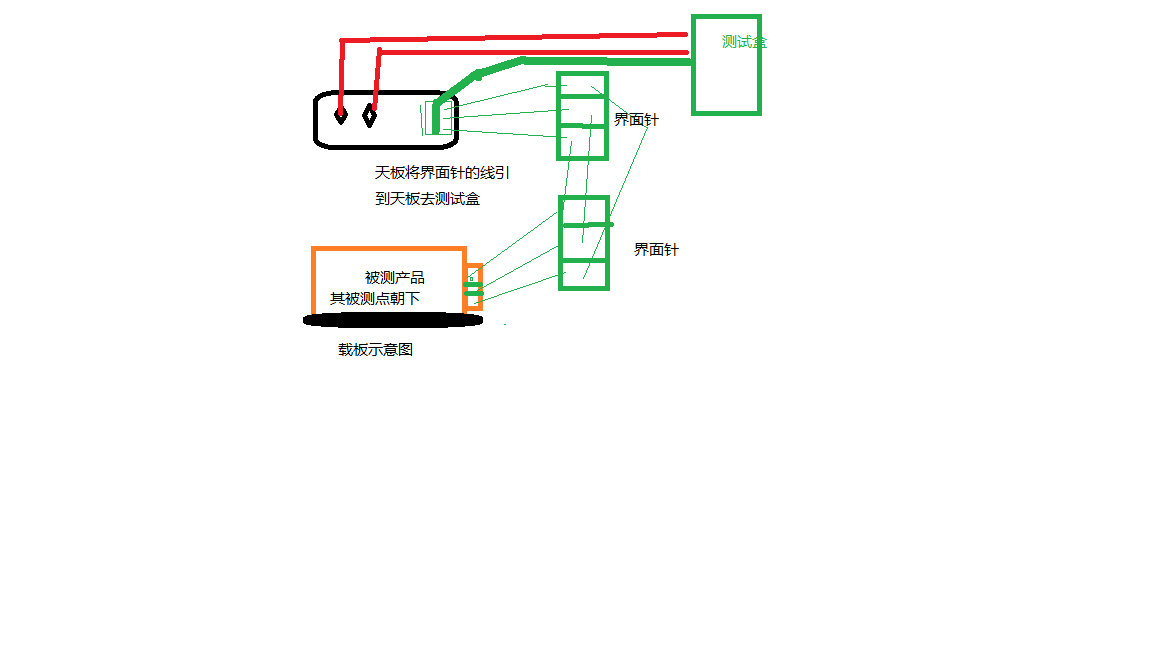 测试盒
界面针
天板将界面针的线引
到天板去测试盒
界面针
被测产品
其被测点朝下
载板示意图